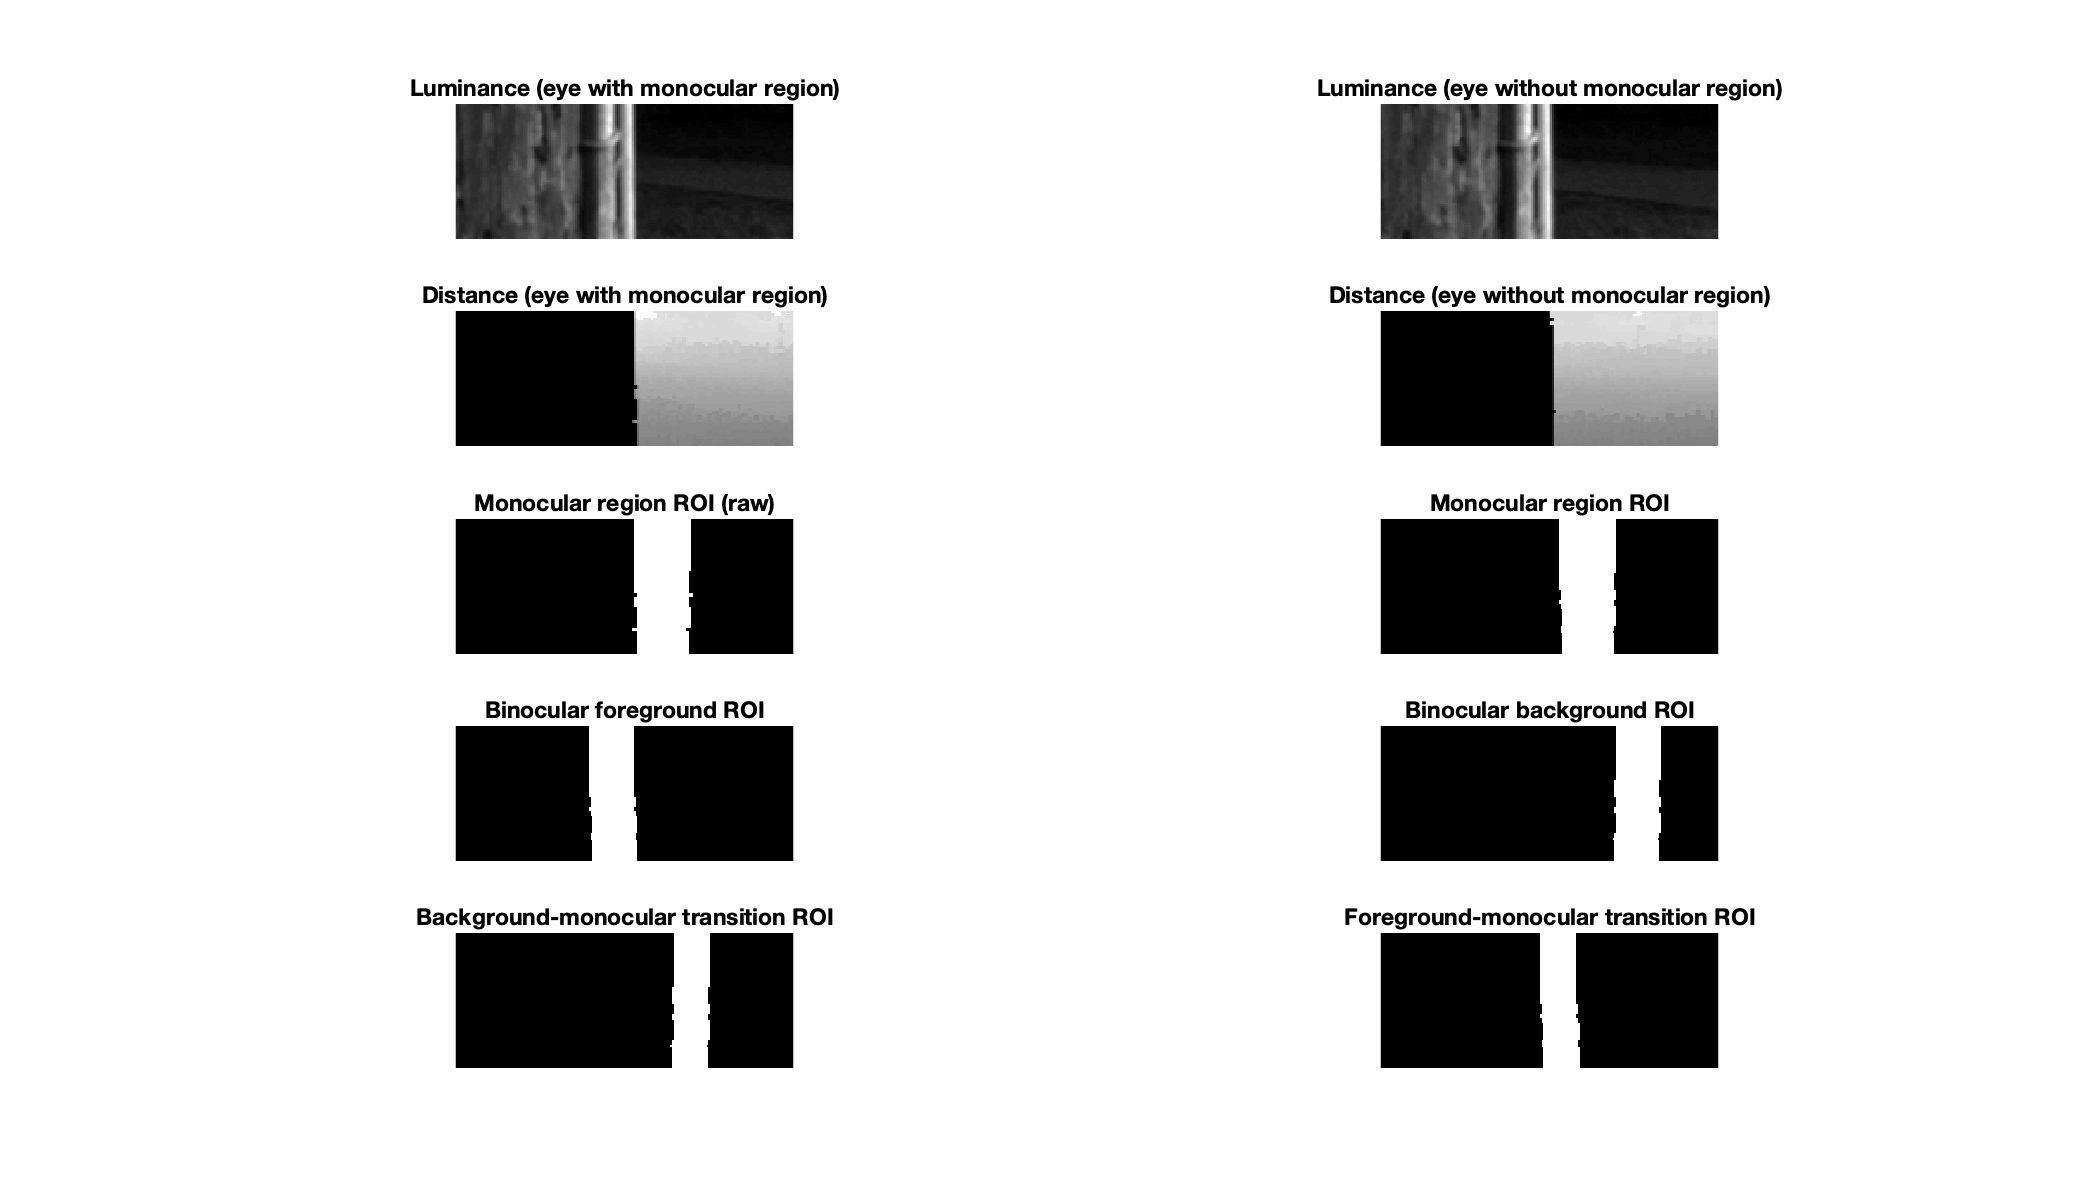 Luminance (eye with monocular region)
Luminance (eye without monocular region)
Distance (eye with monocular region)
Distance (eye without monocular region)
Monocular region ROI (raw)
Monocular region ROI
Binocular foreground ROI
Binocular background ROI
Background-monocular transition ROI
Foreground-monocular transition ROI